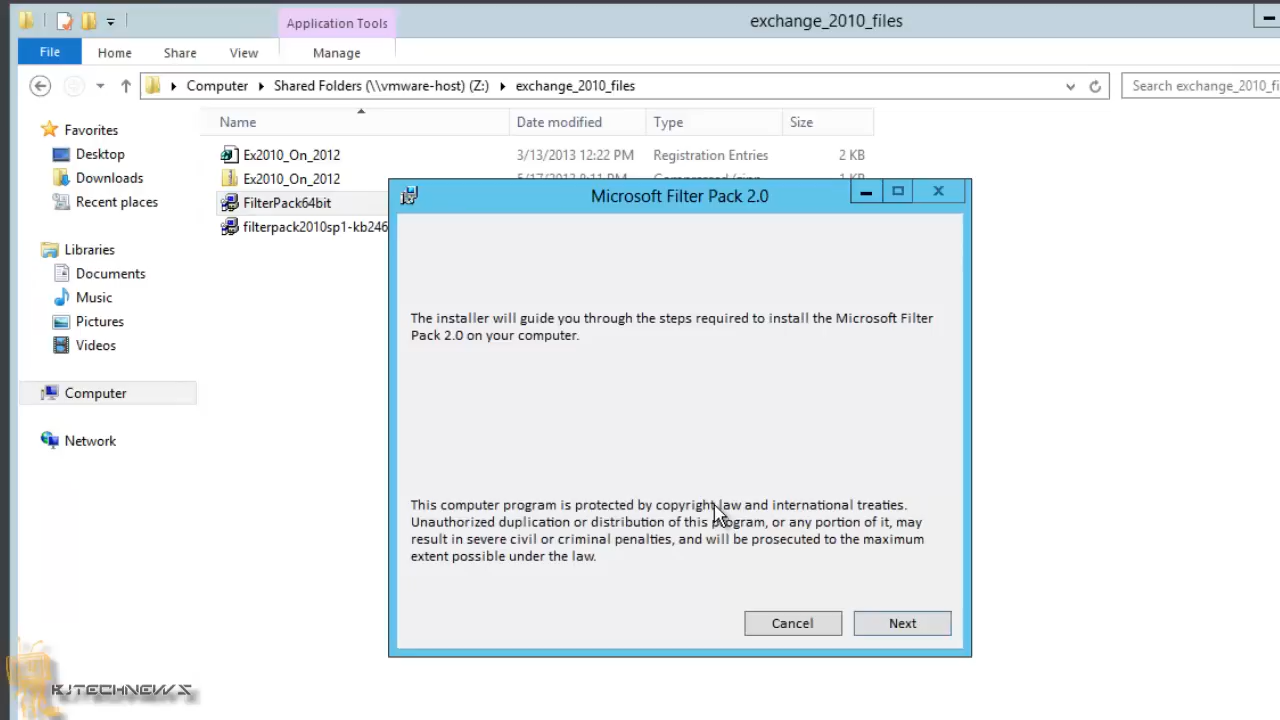 Application Tools
exchange_2010_files
File
Home
Share
View
Manage
Computer
Shared Folders (\\vmware-host) (Z:)
exchange_2010_files
Search exchange_2010_fi
Name
Date modified
Type
Size
Favorites
Desktop
Downloads
Recent places
Libraries
Documents
Music
Pictures
Videos
Computer
Network
Ex2010_On_2012
3/13/2013 12:22 PM
Registration Entries
2 KB
Ex2010_On_2012
FilterPack64bit
filterpack2010sp1-kb246
Microsoft Filter Pack 2.0
The installer will guide you through the steps required to install the Microsoft Filter
Pack 2.0 on your computer.
This computer program is protected by copyright law and international treaties.
Unauthorized duplication or distribution of this program, or any portion of it, may
result in severe civil or criminal penalties, and will be prosecuted to the maximum
extent possible under the law.
Cancel
Next
KJTECHNEWS